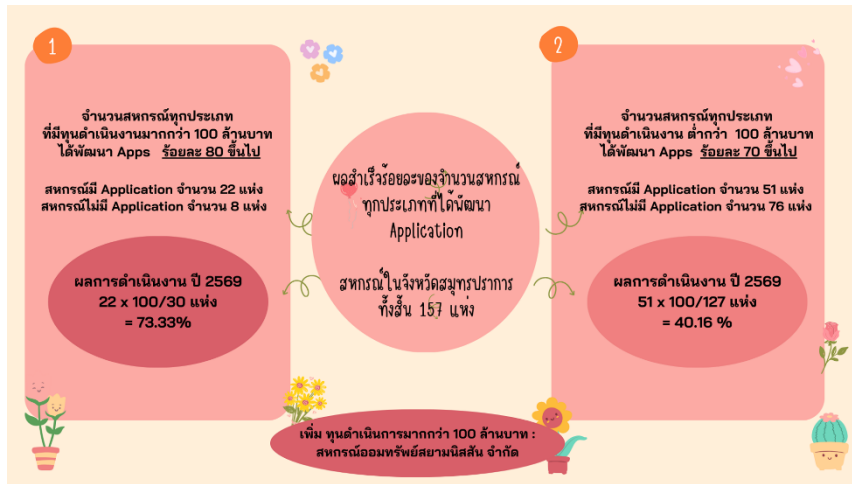 1
จำนวนสหกรณ์ทุกประเภท
ที่มีทุนดำเนินงานมากกว่า 100 ล้านบาท
ได้พัฒนา Apps ร้อยละ 80 ขึ้นไป
สหกรณ์มี Application จำนวน 22 แห่ง
สหกรณ์ไม่มี Application จำนวน 8 แห่ง
ผลการดำเนินงาน ปี 2569
22 x 100/30 แห่ง
= 73.33%
ผลสำเร็จร้อยละของจำนวนสหกรณ์
ทุกประเภทที่ได้พัฒนา
Application
สหกรณ์ในจังหวัดสมุทรปราการ
ทั้งสิ้น 157 แห่ง
2
จำนวนสหกรณ์ทุกประเภท
ที่มีทุนดำเนินงาน ต่ำกว่า 100 ล้านบาท
ได้พัฒนา Apps ร้อยละ 70 ขึ้นไป
สหกรณ์มี Application จำนวน 51 แห่ง
สหกรณ์ไม่มี Application จำนวน 76 แห่ง
ผลการดำเนินงาน ปี 2569
51 x 100/127 แห่ง
= 40.16 %
เพิ่ม ทุนดำเนินการมากกว่า 100 ล้านบาท :
สหกรณ์ออมทรัพย์สยามนิสสัน จำกัด